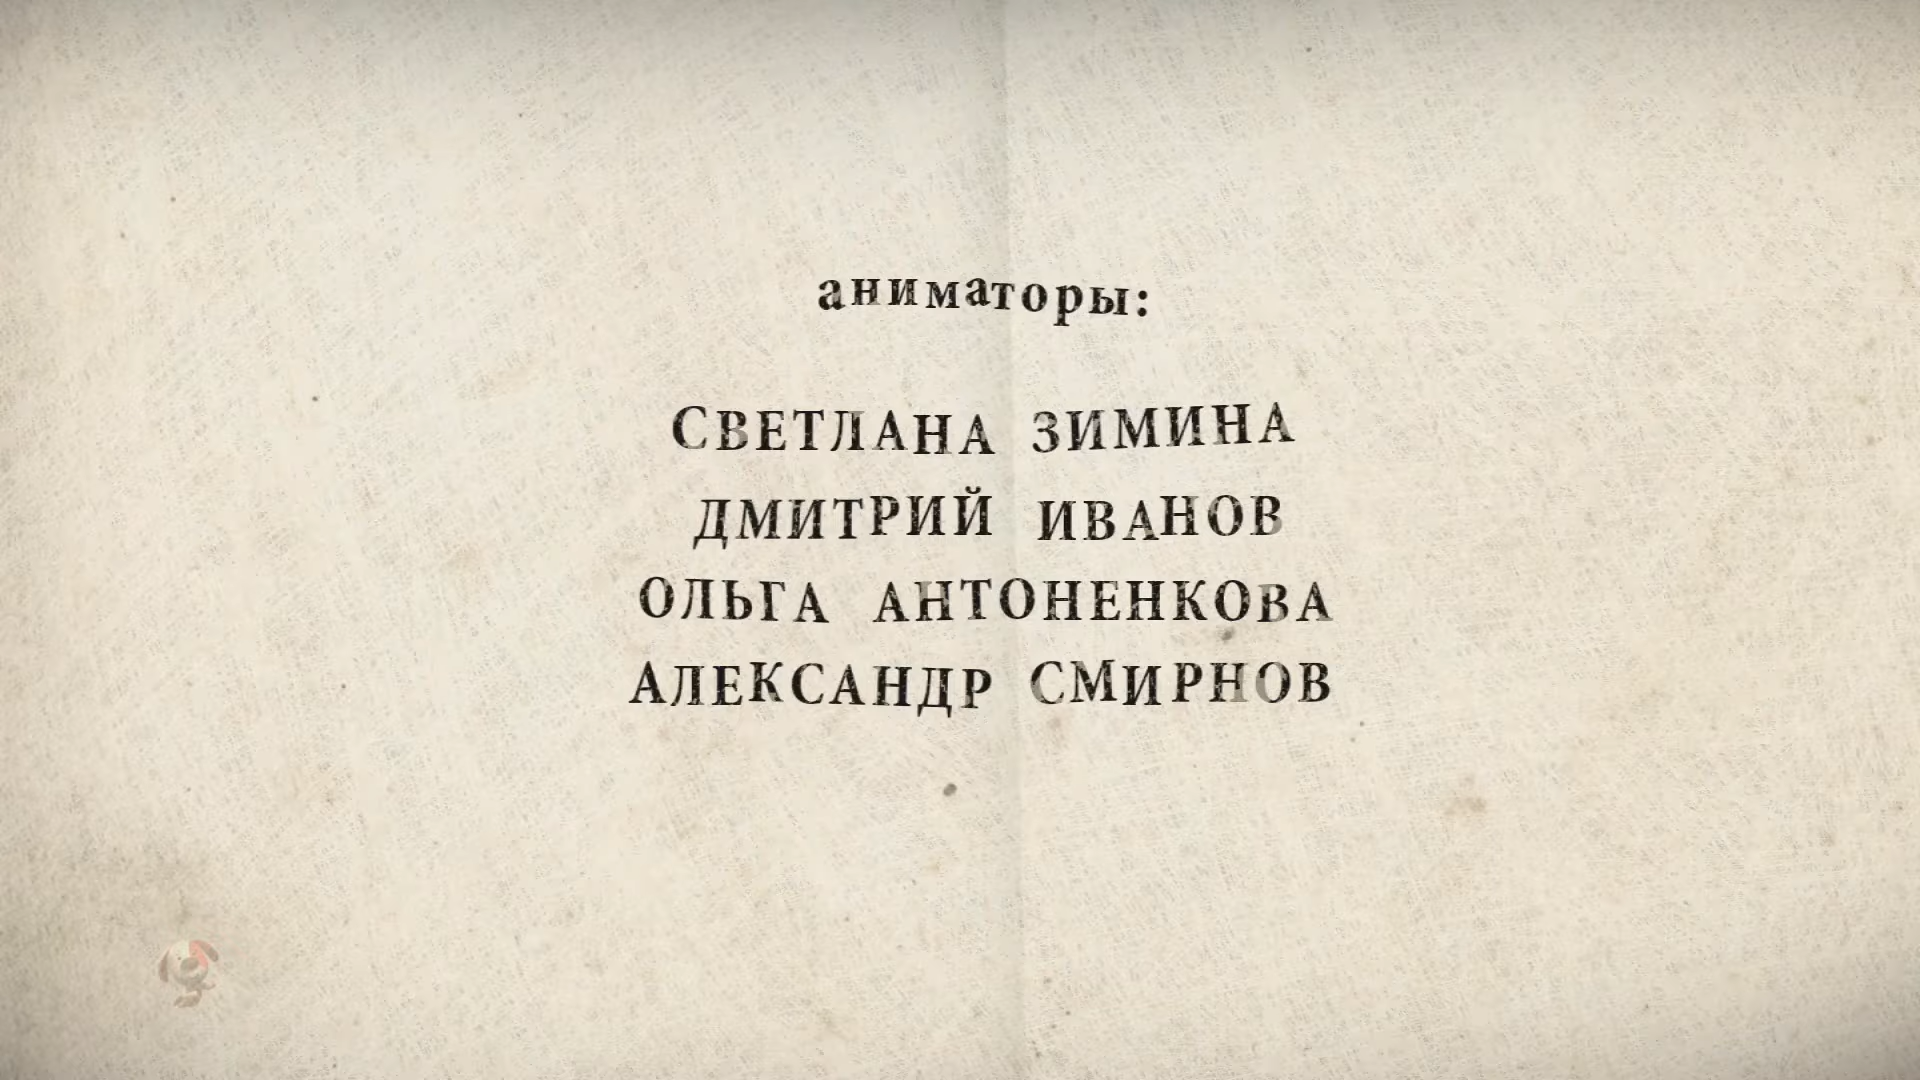 аниматоры:
СВЕТЛАНА ЗИМИНА
ДМИТРИЙ ИВАНОВ
ОЛЬГА АНТОНЕНКОВА
АЛЕКСАНДР СМИРНОВ